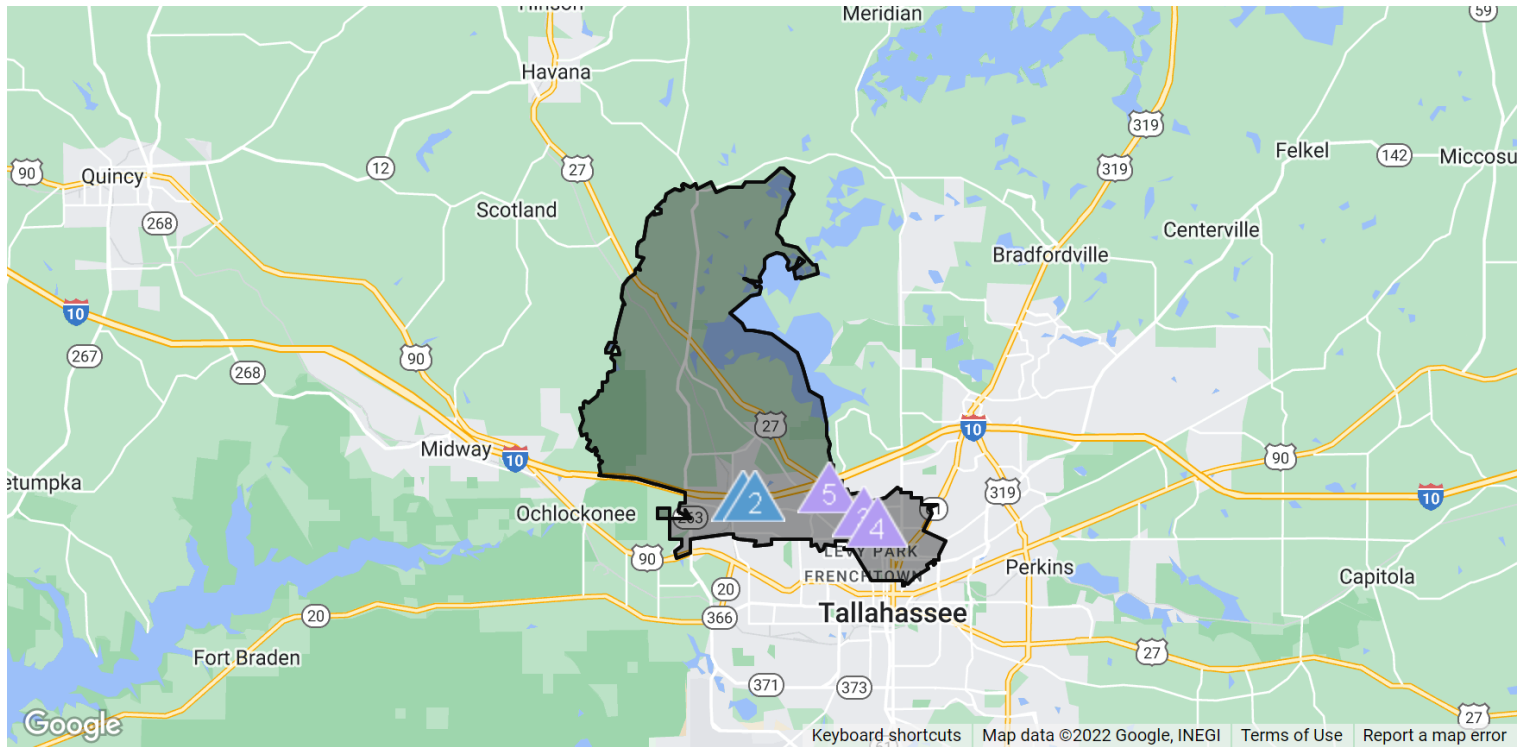 Meridian
59
Havana
319
12
90
27
Quincy
Felkel
142
319
Miccosu
268
Scotland
Centerville
Bradfordville
10
267
90
268
27
10
Midway
10
90
etumpka
319
10
5
2
Ochlockonee
4
LEVY PARK
90
FRENCHTOWN
Perkins
Capitola
20
20
366
Tallahassee
27
Fort Braden
371
373
27
Google
Keyboard shortcuts
Map data ©2022 Google, INEGI
Terms of Use
Report a map error